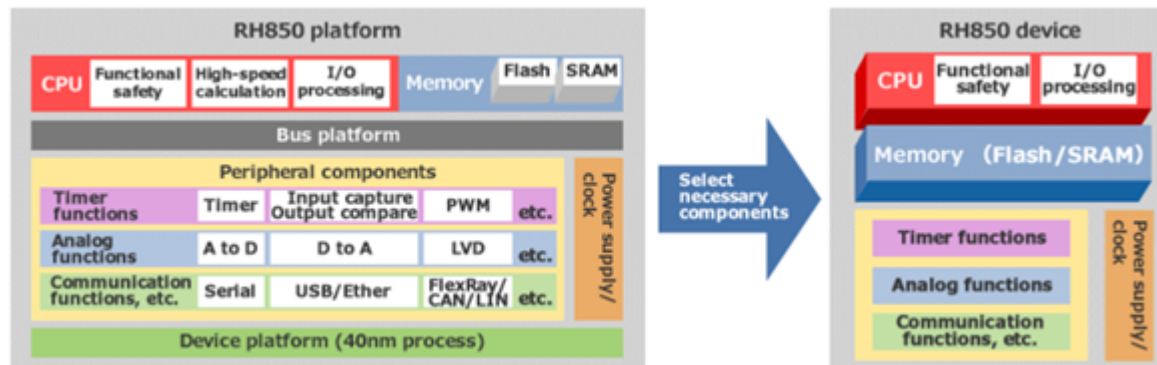 RH850 platform
CPU
Functional
safety
High-speed
calculation
I/O
processing
Memory
Flash
SRAM
Bus platform
Peripheral components
Timer
functions
Timer
Input capture
Output compare
PWM
etc.
Analog
functions
A to D
D to A
LVD
etc.
Communication
functions, etc.
Serial
USB/Ether
FlexRay/
CAN/LIN
etc.
Power supply/
clock
Device platform (40nm process)
Select
necessary
components
RH850 device
CPU
Functional
safety
I/O
processing
Memory (Flash/SRAM)
Timer functions
Analog functions
Communication
functions, etc.
Power supply/
clock